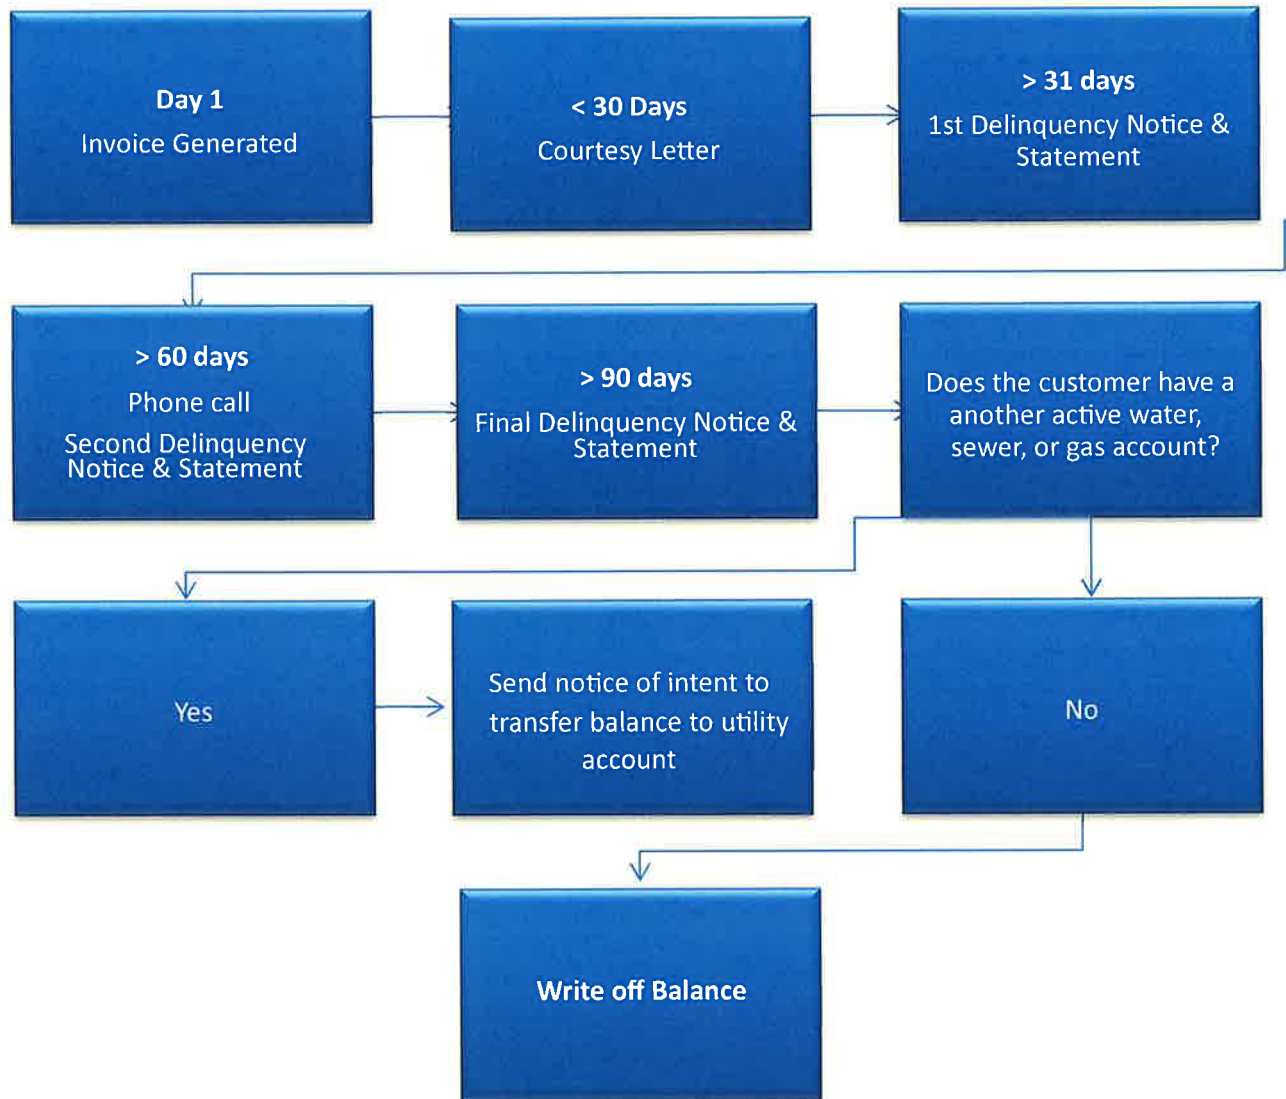 Day 1
Invoice Generated
< 30 Days
Courtesy Letter
> 31 days
1st Delinquency Notice &
Statement
> 60 days
Phone call
Second Delinquency
Notice & Statement
> 90 days
Final Delinquency Notice &
Statement
Does the customer have a
another active water,
sewer, or gas account?
Yes
Send notice of intent to
transfer balance to utility
account
No
Write off Balance